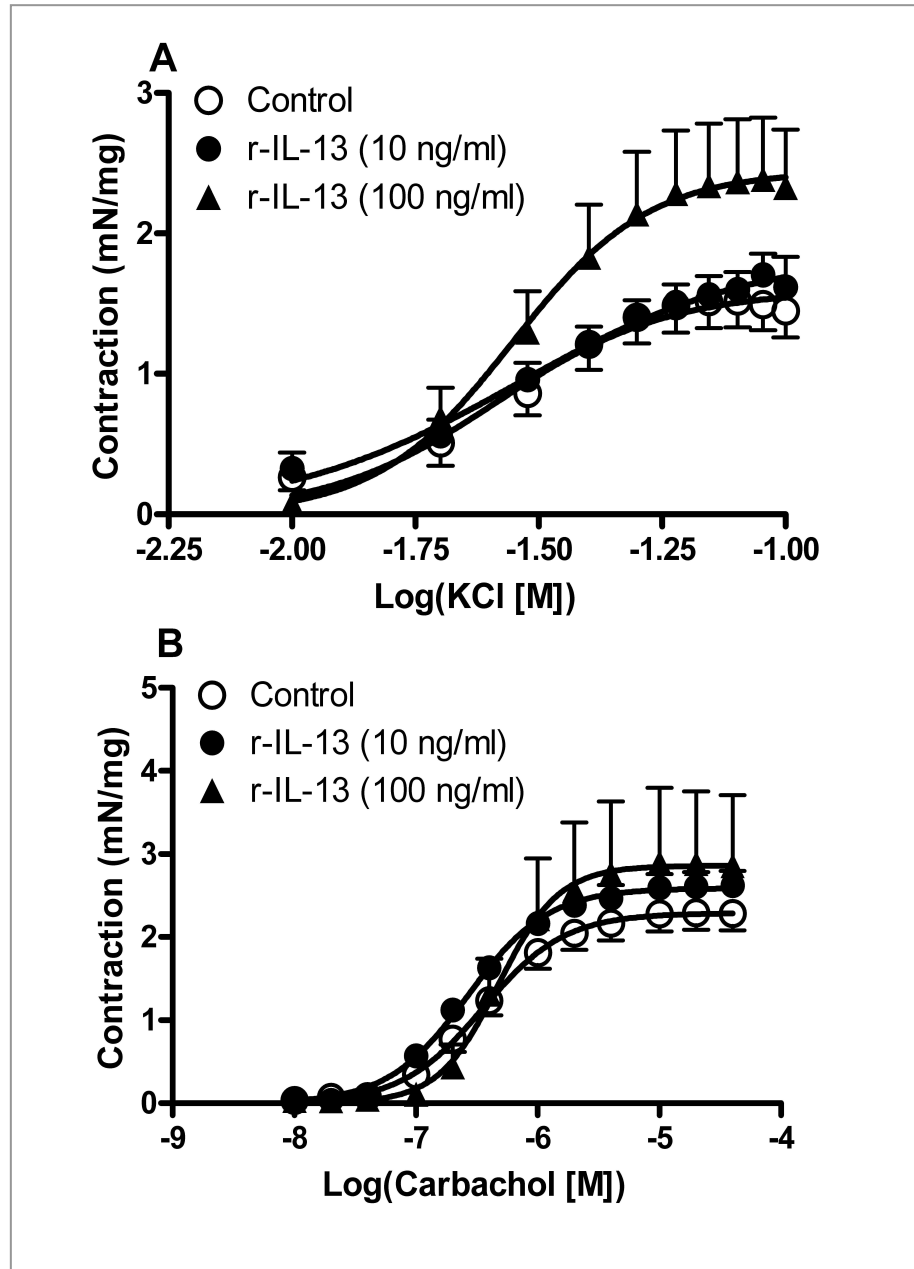 A
3
2
1
0
Contraction (mN/mg)
Control
r-IL-13 (10 ng/ml)
r-IL-13 (100 ng/ml)
-2.25 -2.00 -1.75 -1.50 -1.25 -1.00
Log(KCl [M])
B
5
4
3
2
1
0
Contraction (mN/mg)
Control
r-IL-13 (10 ng/ml)
r-IL-13 (100 ng/ml)
-9 -8 -7 -6 -5 -4
Log(Carbachol [M])